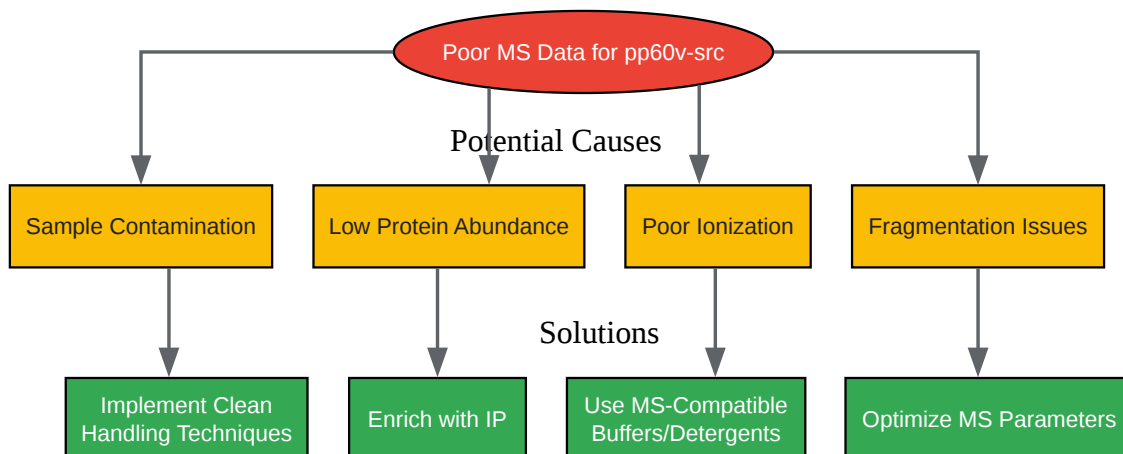 Poor MS Data for pp60v-src
Potential Causes
Sample Contamination
Low Protein Abundance
Poor Ionization
Fragmentation Issues
Solutions
Implement Clean
Handling Techniques
Enrich with IP
Use MS-Compatible
Buffers/Detergents
Optimize MS Parameters